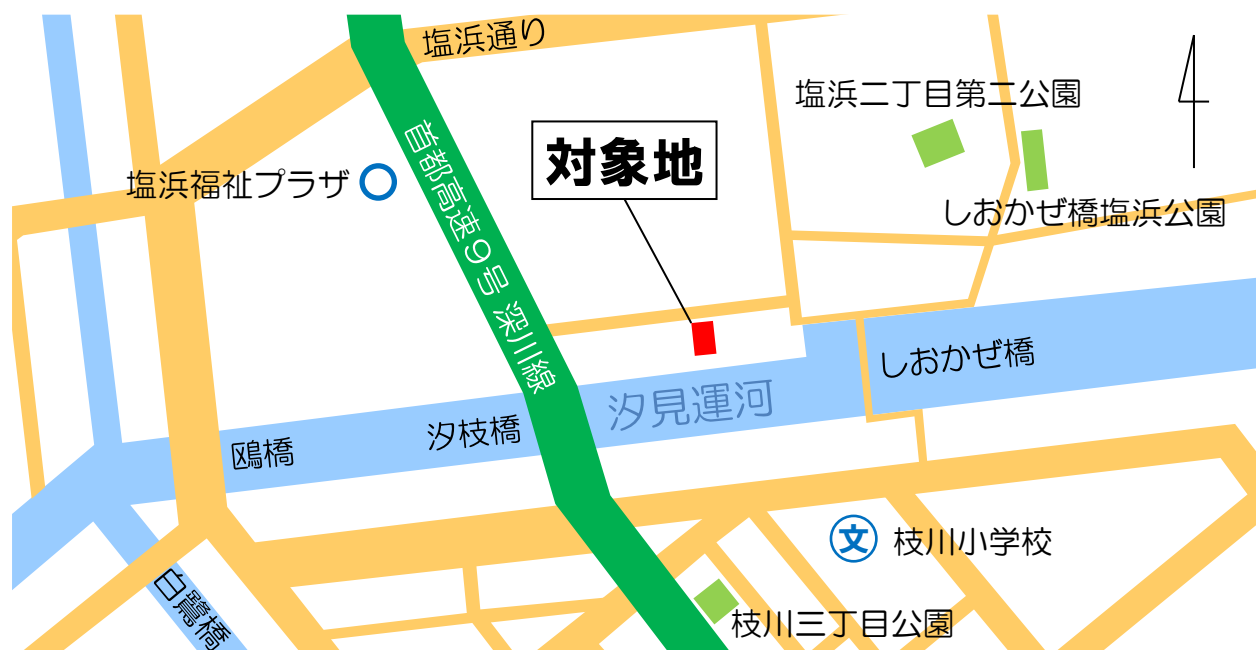 塩浜通り
塩浜二丁目第二公園
首都高速9号 深川線
対象地
塩浜福祉プラザ
しおかぜ橋塩浜公園
しおかぜ橋
汐見運河
汐枝橋
鴎橋
文
枝川小学校
白鷺橋
枝川三丁目公園